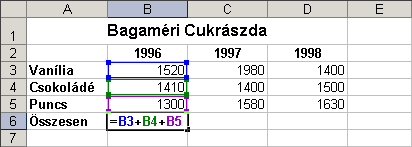 A B C D E
1 Bagaméri Cukrászda
2 1996 1997 1998
3 Vanília 1520 1980 1400
4 Csokoládé 1410 1400 1500
5 Puncs 1300 1580 1630
6 Összesen =B3+B4+B5
7